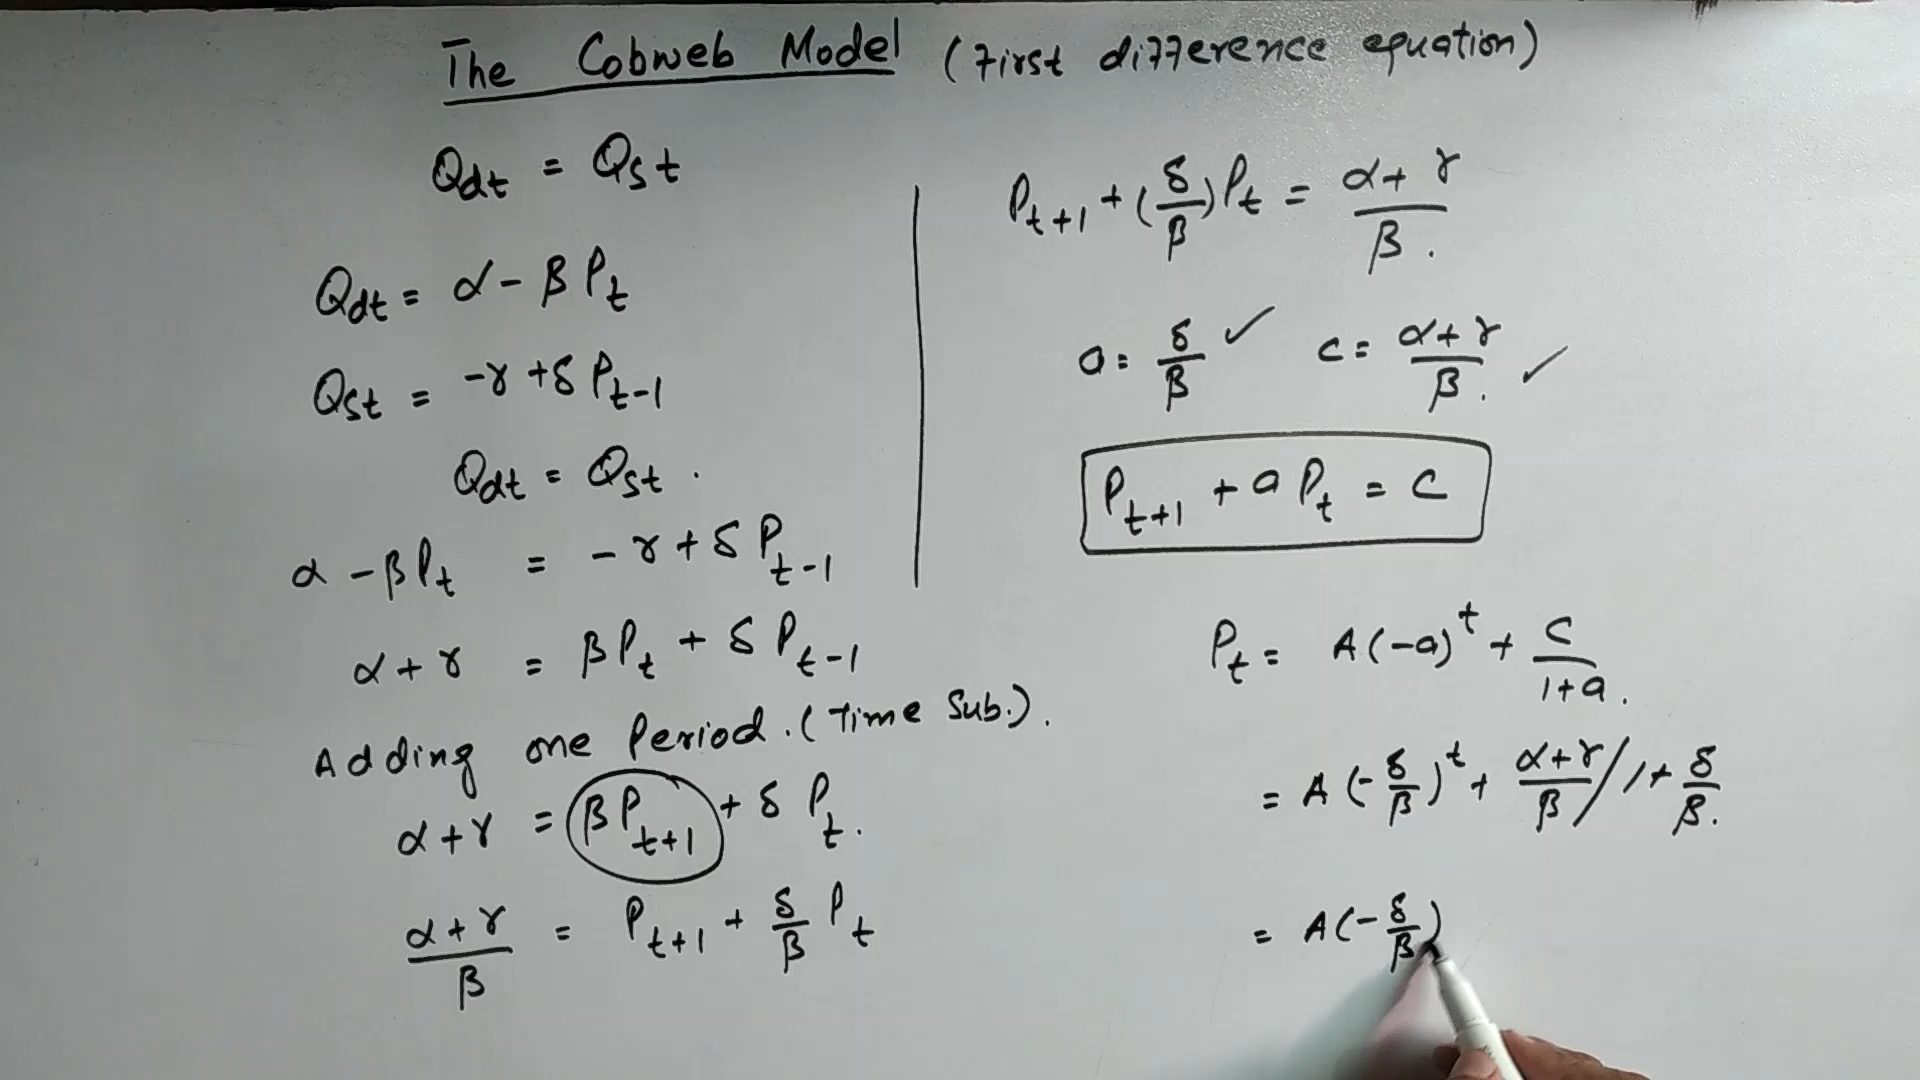 The Cobweb Model (First difference equation)
Qdt = Qst
Qdt = α - β Pt
Qst = -γ + δ Pt-1
Qdt = Qst .
α - βPt = -γ + δ Pt-1
α + γ = βPt + δ Pt-1
Adding one Period. (Time Sub.).
α + γ = βPt+1 + δ Pt.
α + γ / β = Pt+1 + δ/β Pt
Pt+1 + (δ/β) Pt = α + γ / β .
a = δ/β ✓ c = α + γ / β . ✓
Pt+1 + a Pt = c
Pt = A(-a)^t + c / 1+a .
= A(-δ/β)^t + α+γ / β / 1 + δ/β.
= A(-δ/β)